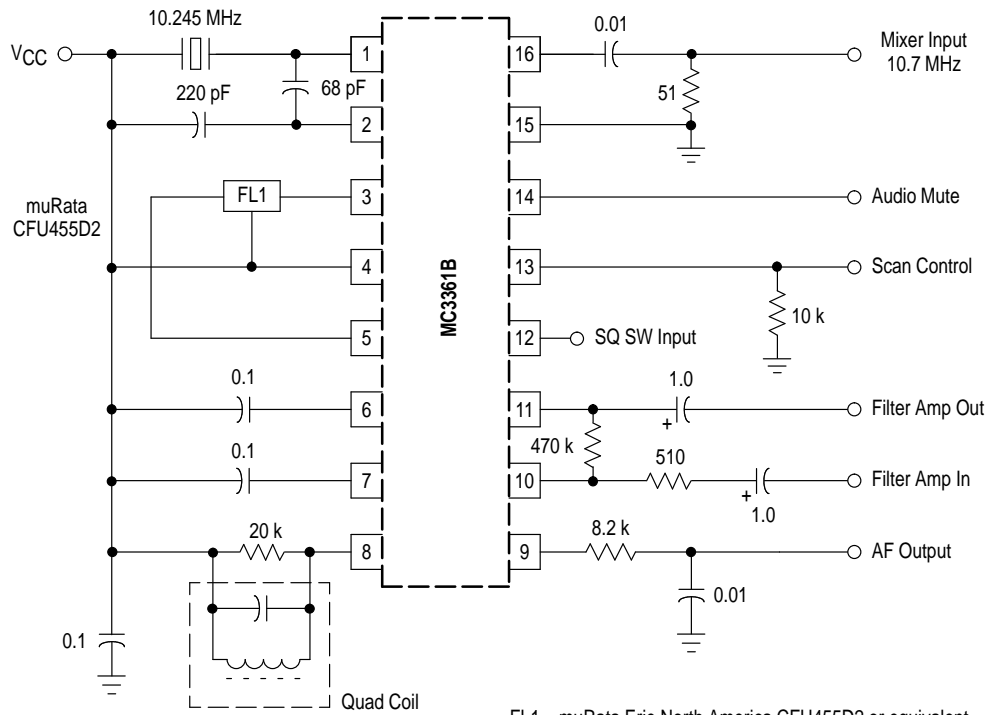 10.245 MHz
VCC
220 pF
68 pF
muRata
CFU455D2
FL1
0.1
0.1
20 k
0.1
Quad Coil
1
2
3
4
5
6
7
8
MC3361B
16
15
14
13
12
11
10
9
0.01
Mixer Input
10.7 MHz
51
Audio Mute
Scan Control
10 k
SQ SW Input
1.0
+
Filter Amp Out
470 k
510
Filter Amp In
+
1.0
8.2 k
AF Output
0.01